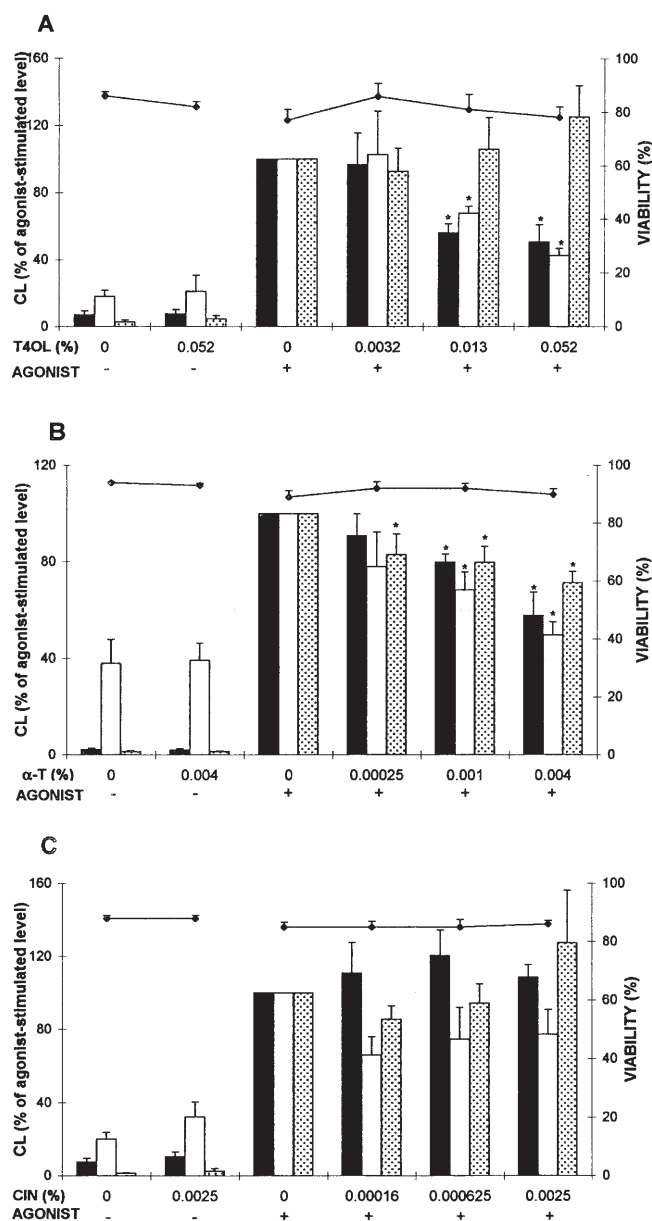 A
CL (% of agonist-stimulated level)
160
120
80
40
0
* * * *
100
80
60
40
20
0
VIABILITY (%)
T4OL (%) 0 0.052 0 0.0032 0.013 0.052
AGONIST - - + + + +
B
CL (% of agonist-stimulated level)
120
80
40
0
* * * * * * *
100
80
60
40
20
0
VIABILITY (%)
α-T (%) 0 0.004 0 0.00025 0.001 0.004
AGONIST - - + + + +
C
CL (% of agonist-stimulated level)
160
120
80
40
0
100
80
60
40
20
0
VIABILITY (%)
CIN (%) 0 0.0025 0 0.00016 0.000625 0.0025
AGONIST - - + + + +